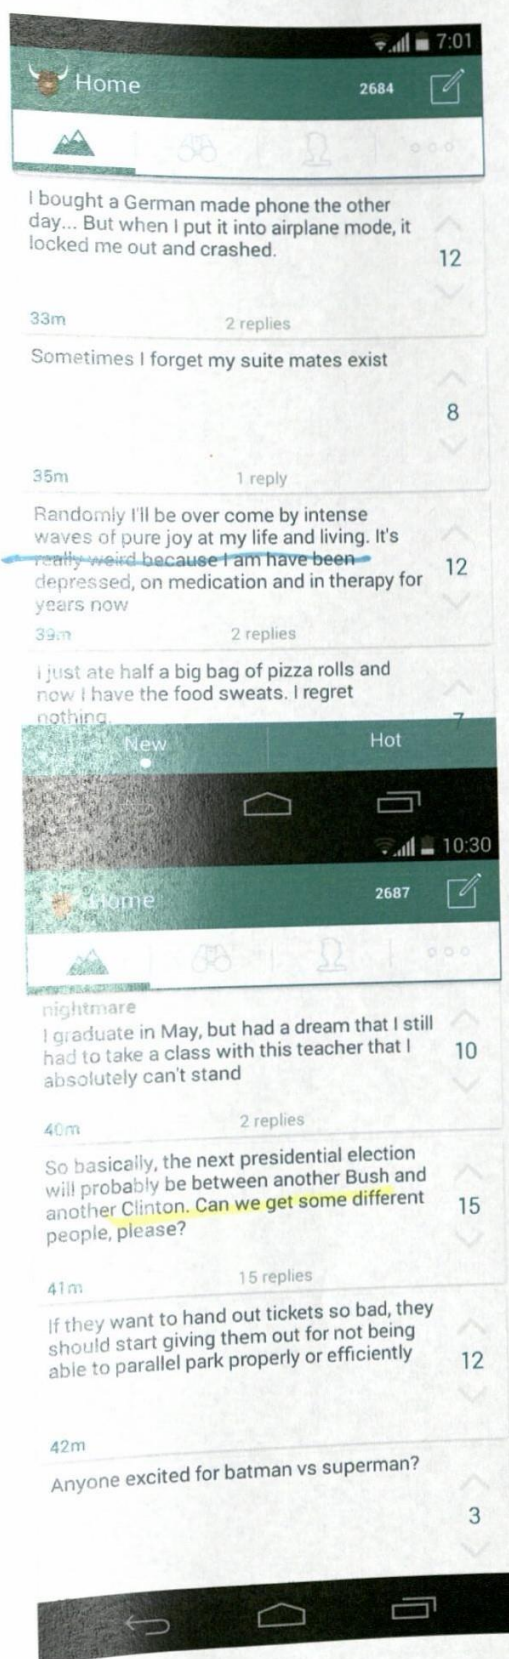 7:01
Home 2684
I bought a German made phone the other
day... But when I put it into airplane mode, it
locked me out and crashed.
12
33m 2 replies
Sometimes I forget my suite mates exist
8
35m 1 reply
Randomly I'll be over come by intense
waves of pure joy at my life and living. It's
really weird because I am have been
depressed, on medication and in therapy for
years now
12
39m 2 replies
I just ate half a big bag of pizza rolls and
now I have the food sweats. I regret
nothing.
7
New Hot
10:30
Home 2687
nightmare
I graduate in May, but had a dream that I still
had to take a class with this teacher that I
absolutely can't stand
10
40m 2 replies
So basically, the next presidential election
will probably be between another Bush and
another Clinton. Can we get some different
people, please?
15
41m 15 replies
If they want to hand out tickets so bad, they
should start giving them out for not being
able to parallel park properly or efficiently
12
42m
Anyone excited for batman vs superman?
3